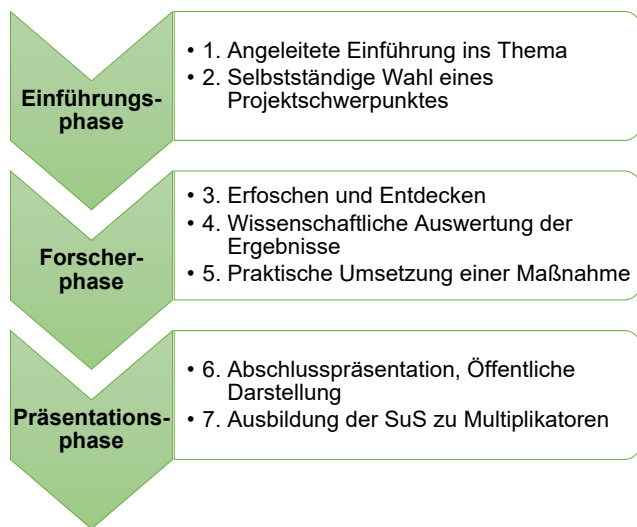 Einführungs-
phase
• 1. Angeleitete Einführung ins Thema
• 2. Selbstständige Wahl eines
Projektschwerpunktes
Forscher-
phase
• 3. Erfoschen und Entdecken
• 4. Wissenschaftliche Auswertung der
Ergebnisse
• 5. Praktische Umsetzung einer Maßnahme
Präsentations-
phase
• 6. Abschlusspräsentation, Öffentliche
Darstellung
• 7. Ausbildung der SuS zu Multiplikatoren